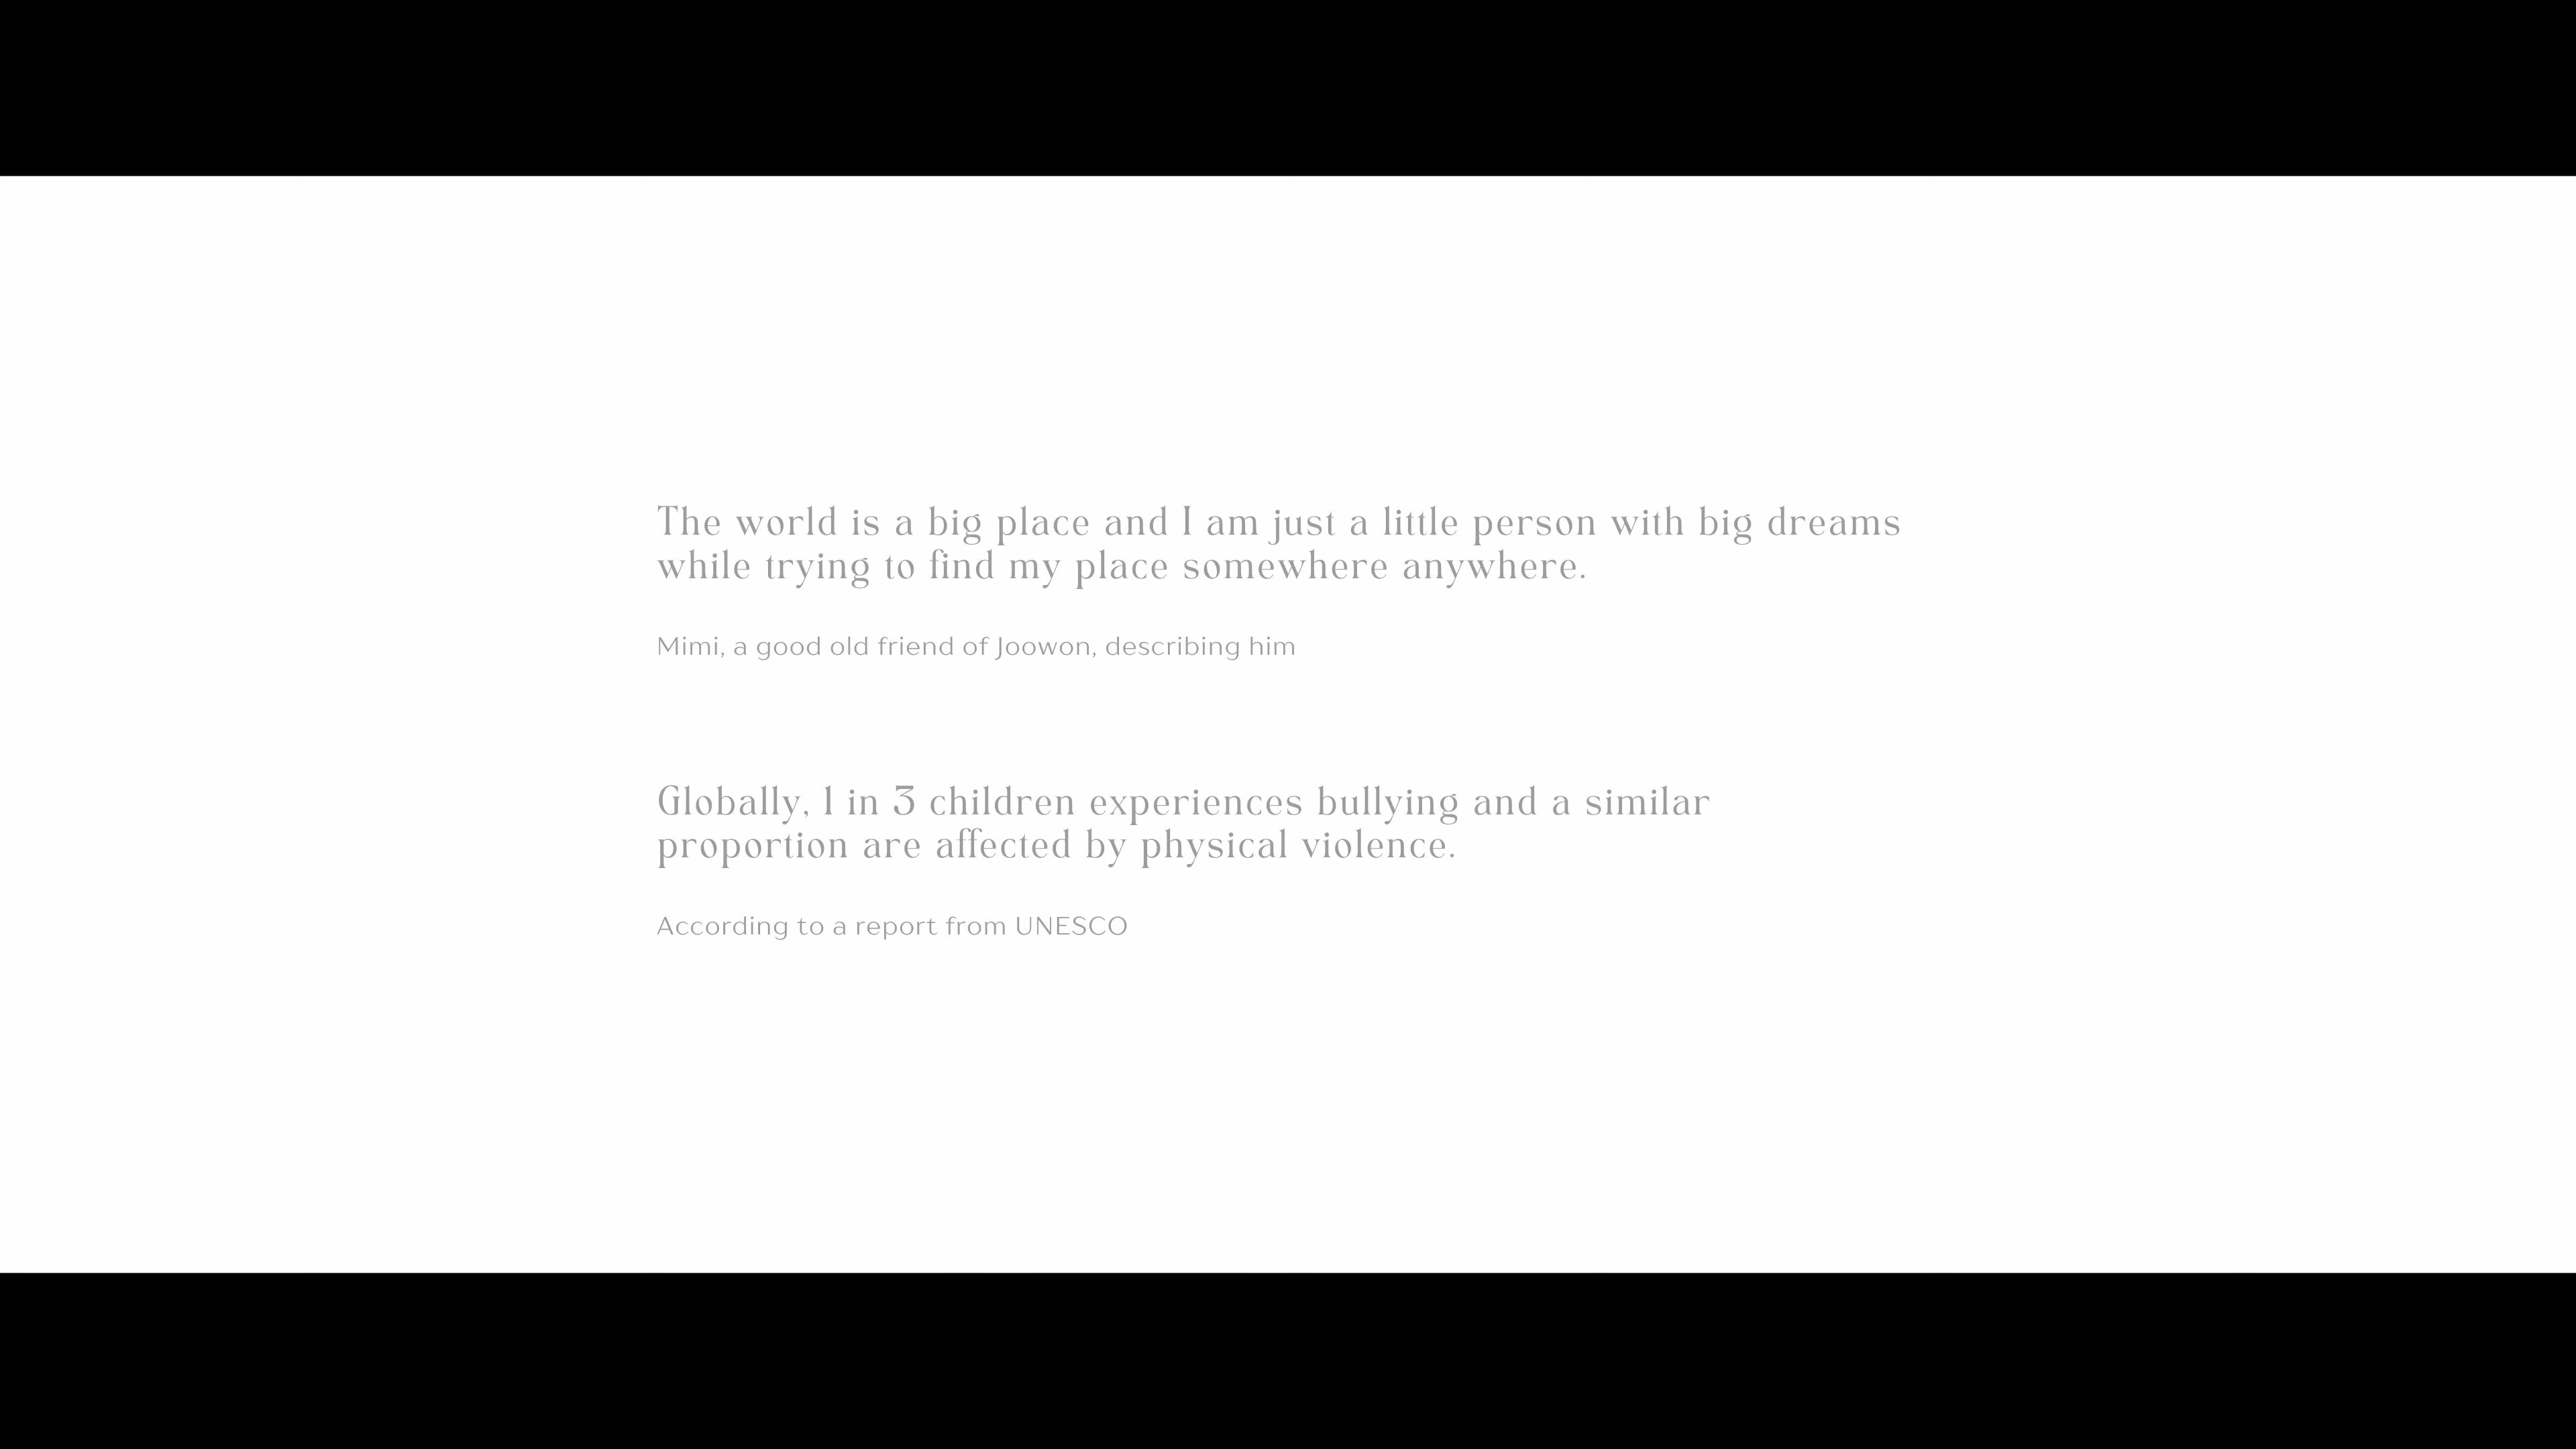 The world is a big place and I am just a little person with big dreams
while trying to find my place somewhere anywhere.
Mimi, a good old friend of Joowon, describing him
Globally, 1 in 3 children experiences bullying and a similar
proportion are affected by physical violence.
According to a report from UNESCO